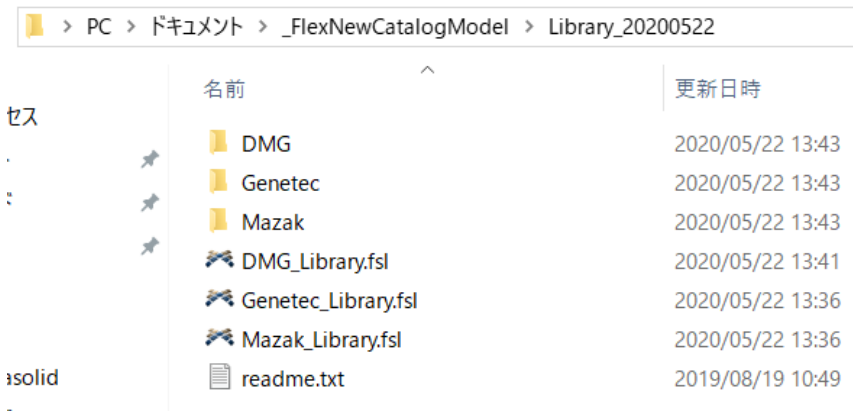 PC > ドキュメント > _FlexNewCatalogModel > Library_20200522
名前 更新日時
セス
DMG 2020/05/22 13:43
Genetec 2020/05/22 13:43
Mazak 2020/05/22 13:43
DMG_Library.fsl 2020/05/22 13:41
Genetec_Library.fsl 2020/05/22 13:36
Mazak_Library.fsl 2020/05/22 13:36
asolid
readme.txt 2019/08/19 10:49